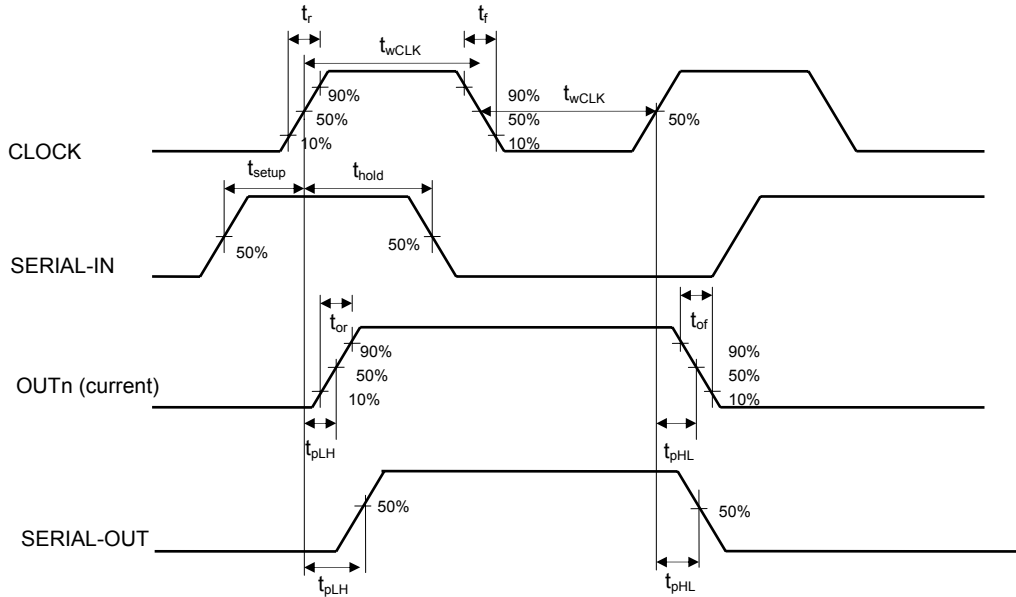 tr
tf
twCLK
90%
50%
10%
90%
50%
10%
twCLK
50%
CLOCK
tsetup
thold
50%
50%
SERIAL-IN
tor
tof
90%
50%
10%
90%
50%
10%
OUTn (current)
tpLH
tpHL
50%
50%
SERIAL-OUT
tpLH
tpHL